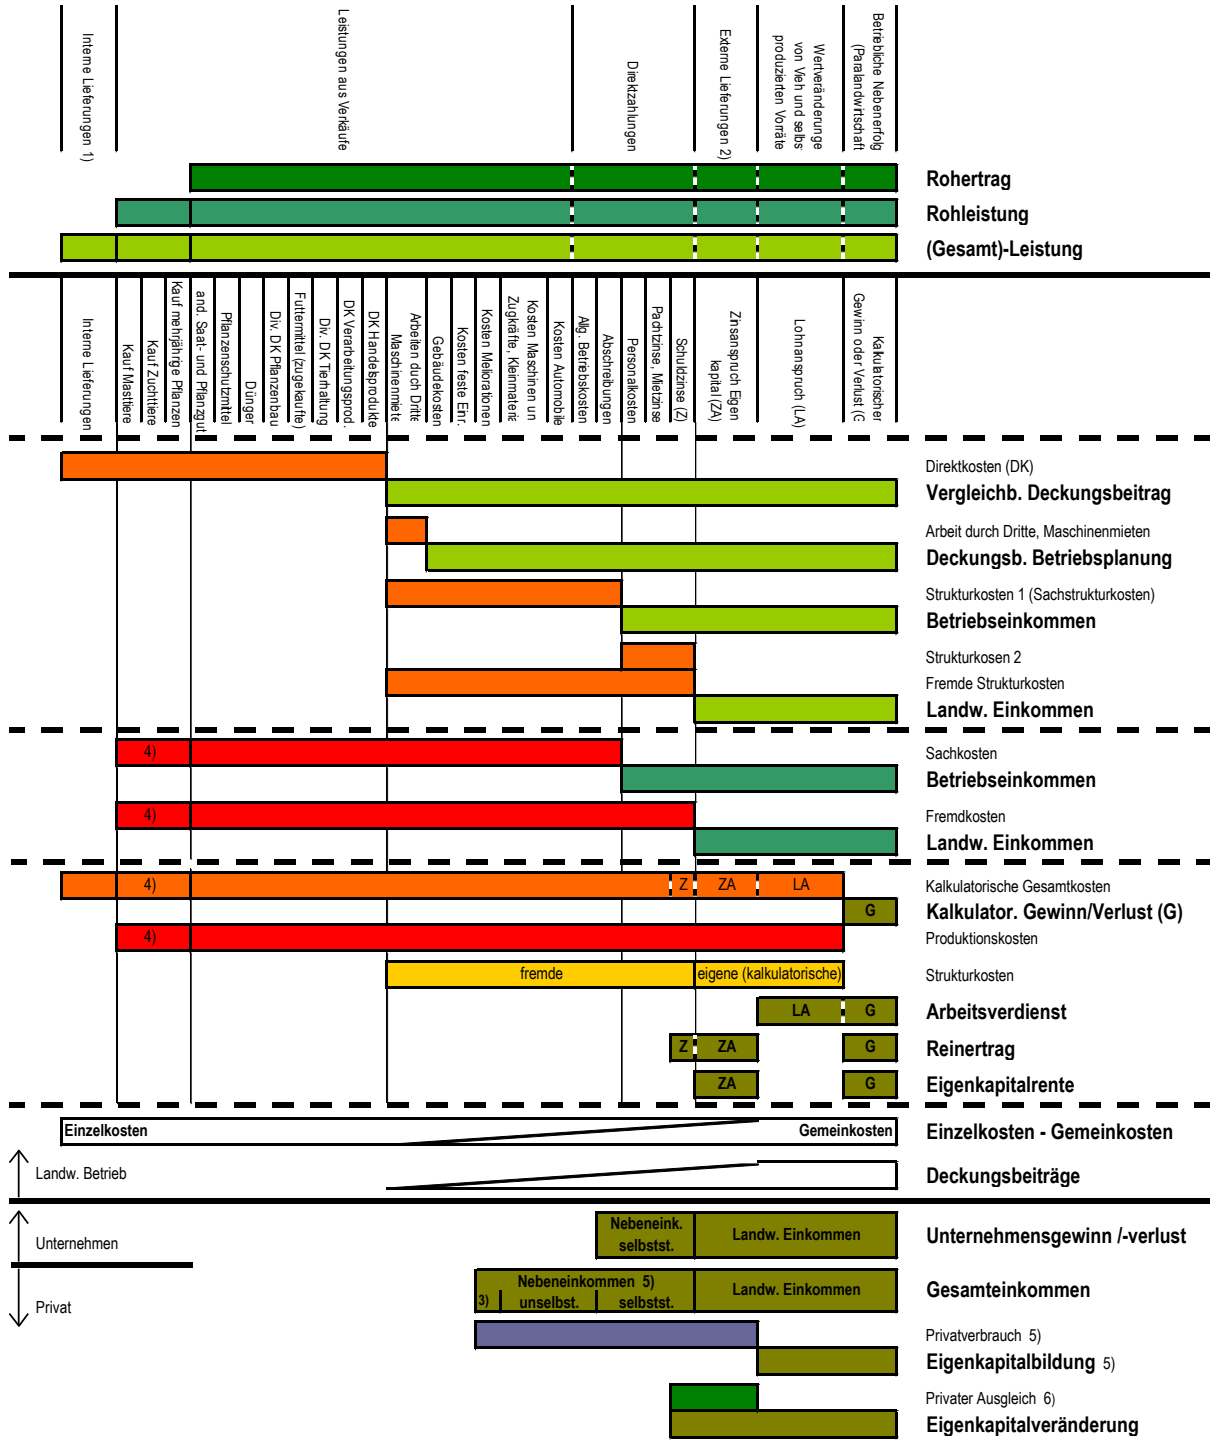 Interne Lieferungen 1)
Leistungen aus Verkäufe
Direktzahlungen
Externe Lieferungen 2)
Wertveränderunge
von Vieh und selbs
produzierten Vorräte
Betriebliche Nebenerfolg
(Paralandwirtschaft
Rohertrag
Rohleistung
(Gesamt)-Leistung
Interne Lieferungen
Kauf Masttiere
Kauf Zuchttiere
Kauf mehrjährige Pflanzen
and. Saat- und Pflanzgut
Pflanzenschutzmittel
Dünger
Div. DK Pflanzenbau
Futtermittel (zugekaufte)
Div. DK Tierhaltung
DK Verarbeitungsprod.
DK Handelsprodukte
Arbeiten duch Dritte
Maschinenmiete
Gebäudekosten
Kosten feste Einr.
Kosten Meliorationen
Kosten Maschinen un
Zugkräfte, Kleinmateria
Kosten Automobile
Allg. Betriebskosten
Abschreibungen
Personalkosten
Pachtzinse, Mietzinse
Schuldzinse (Z)
Zinsanspruch Eigen
kapital (ZA)
Lohnanspruch (LA)
Kalkulatorischer
Gewinn oder Verlust (G
Direktkosten (DK)
Vergleichb. Deckungsbeitrag
Arbeit durch Dritte, Maschinenmieten
Deckungsb. Betriebsplanung
Strukturkosten 1 (Sachstrukturkosten)
Betriebseinkommen
Strukturkosen 2
Fremde Strukturkosten
Landw. Einkommen
4) Sachkosten
Betriebseinkommen
4) Fremdkosten
Landw. Einkommen
4) Z ZA LA Kalkulatorische Gesamtkosten
G Kalkulator. Gewinn/Verlust (G)
4) Produktionskosten
fremde eigene (kalkulatorische) Strukturkosten
LA G Arbeitsverdienst
Z ZA G Reinertrag
ZA G Eigenkapitalrente
Einzelkosten Gemeinkosten Einzelkosten - Gemeinkosten
Landw. Betrieb Deckungsbeiträge
Unternehmen
Nebeneink.
selbstst.
Landw. Einkommen Unternehmensgewinn /-verlust
Privat
Nebeneinkommen 5)
3) unselbst. selbstst.
Landw. Einkommen Gesamteinkommen
Privatverbrauch 5)
Eigenkapitalbildung 5)
Privater Ausgleich 6)
Eigenkapitalveränderung